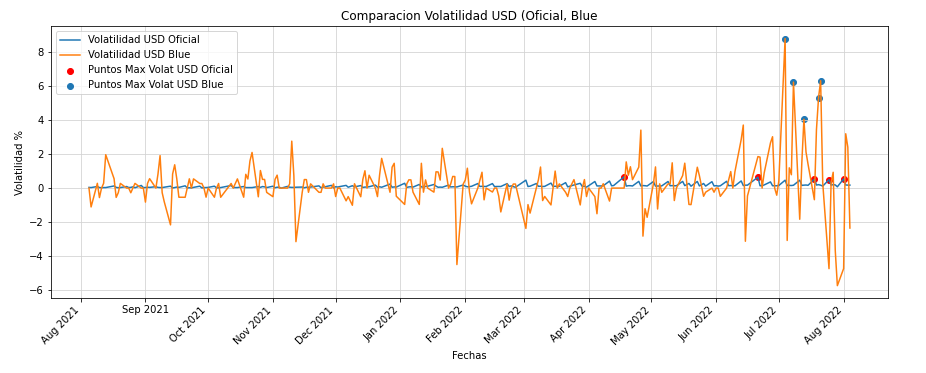 Comparacion Volatilidad USD (Oficial, Blue
Volatilidad USD Oficial
Volatilidad USD Blue
Puntos Max Volat USD Oficial
Puntos Max Volat USD Blue
Volatilidad %
8
6
4
2
0
−2
−4
−6
Aug 2021
Sep 2021
Oct 2021
Nov 2021
Dec 2021
Jan 2022
Feb 2022
Mar 2022
Apr 2022
May 2022
Jun 2022
Jul 2022
Aug 2022
Fechas